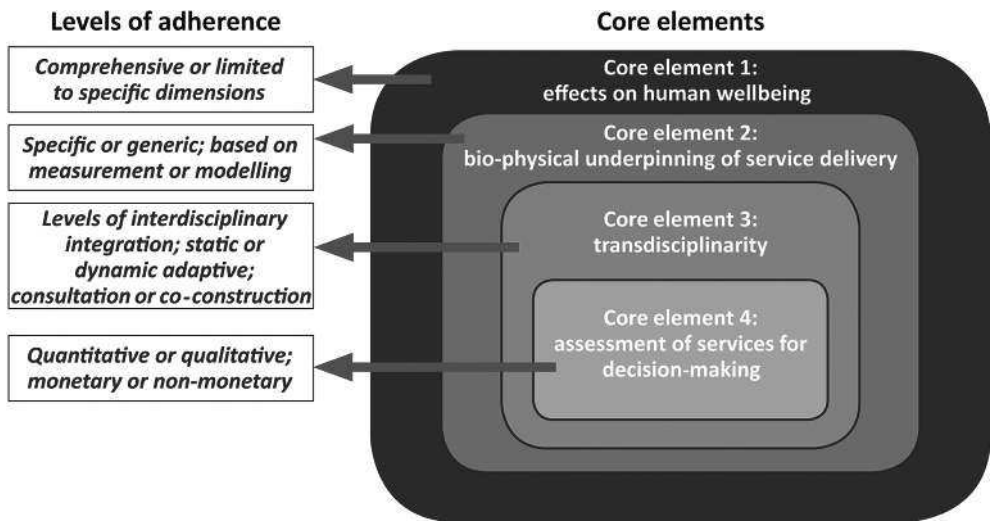 Levels of adherence
Core elements
Comprehensive or limited
to specific dimensions
Core element 1:
effects on human wellbeing
Specific or generic; based on
measurement or modelling
Core element 2:
bio-physical underpinning of service delivery
Levels of interdisciplinary
integration; static or
dynamic adaptive;
consultation or co-construction
Core element 3:
transdisciplinarity
Quantitative or qualitative;
monetary or non-monetary
Core element 4:
assessment of services for
decision-making